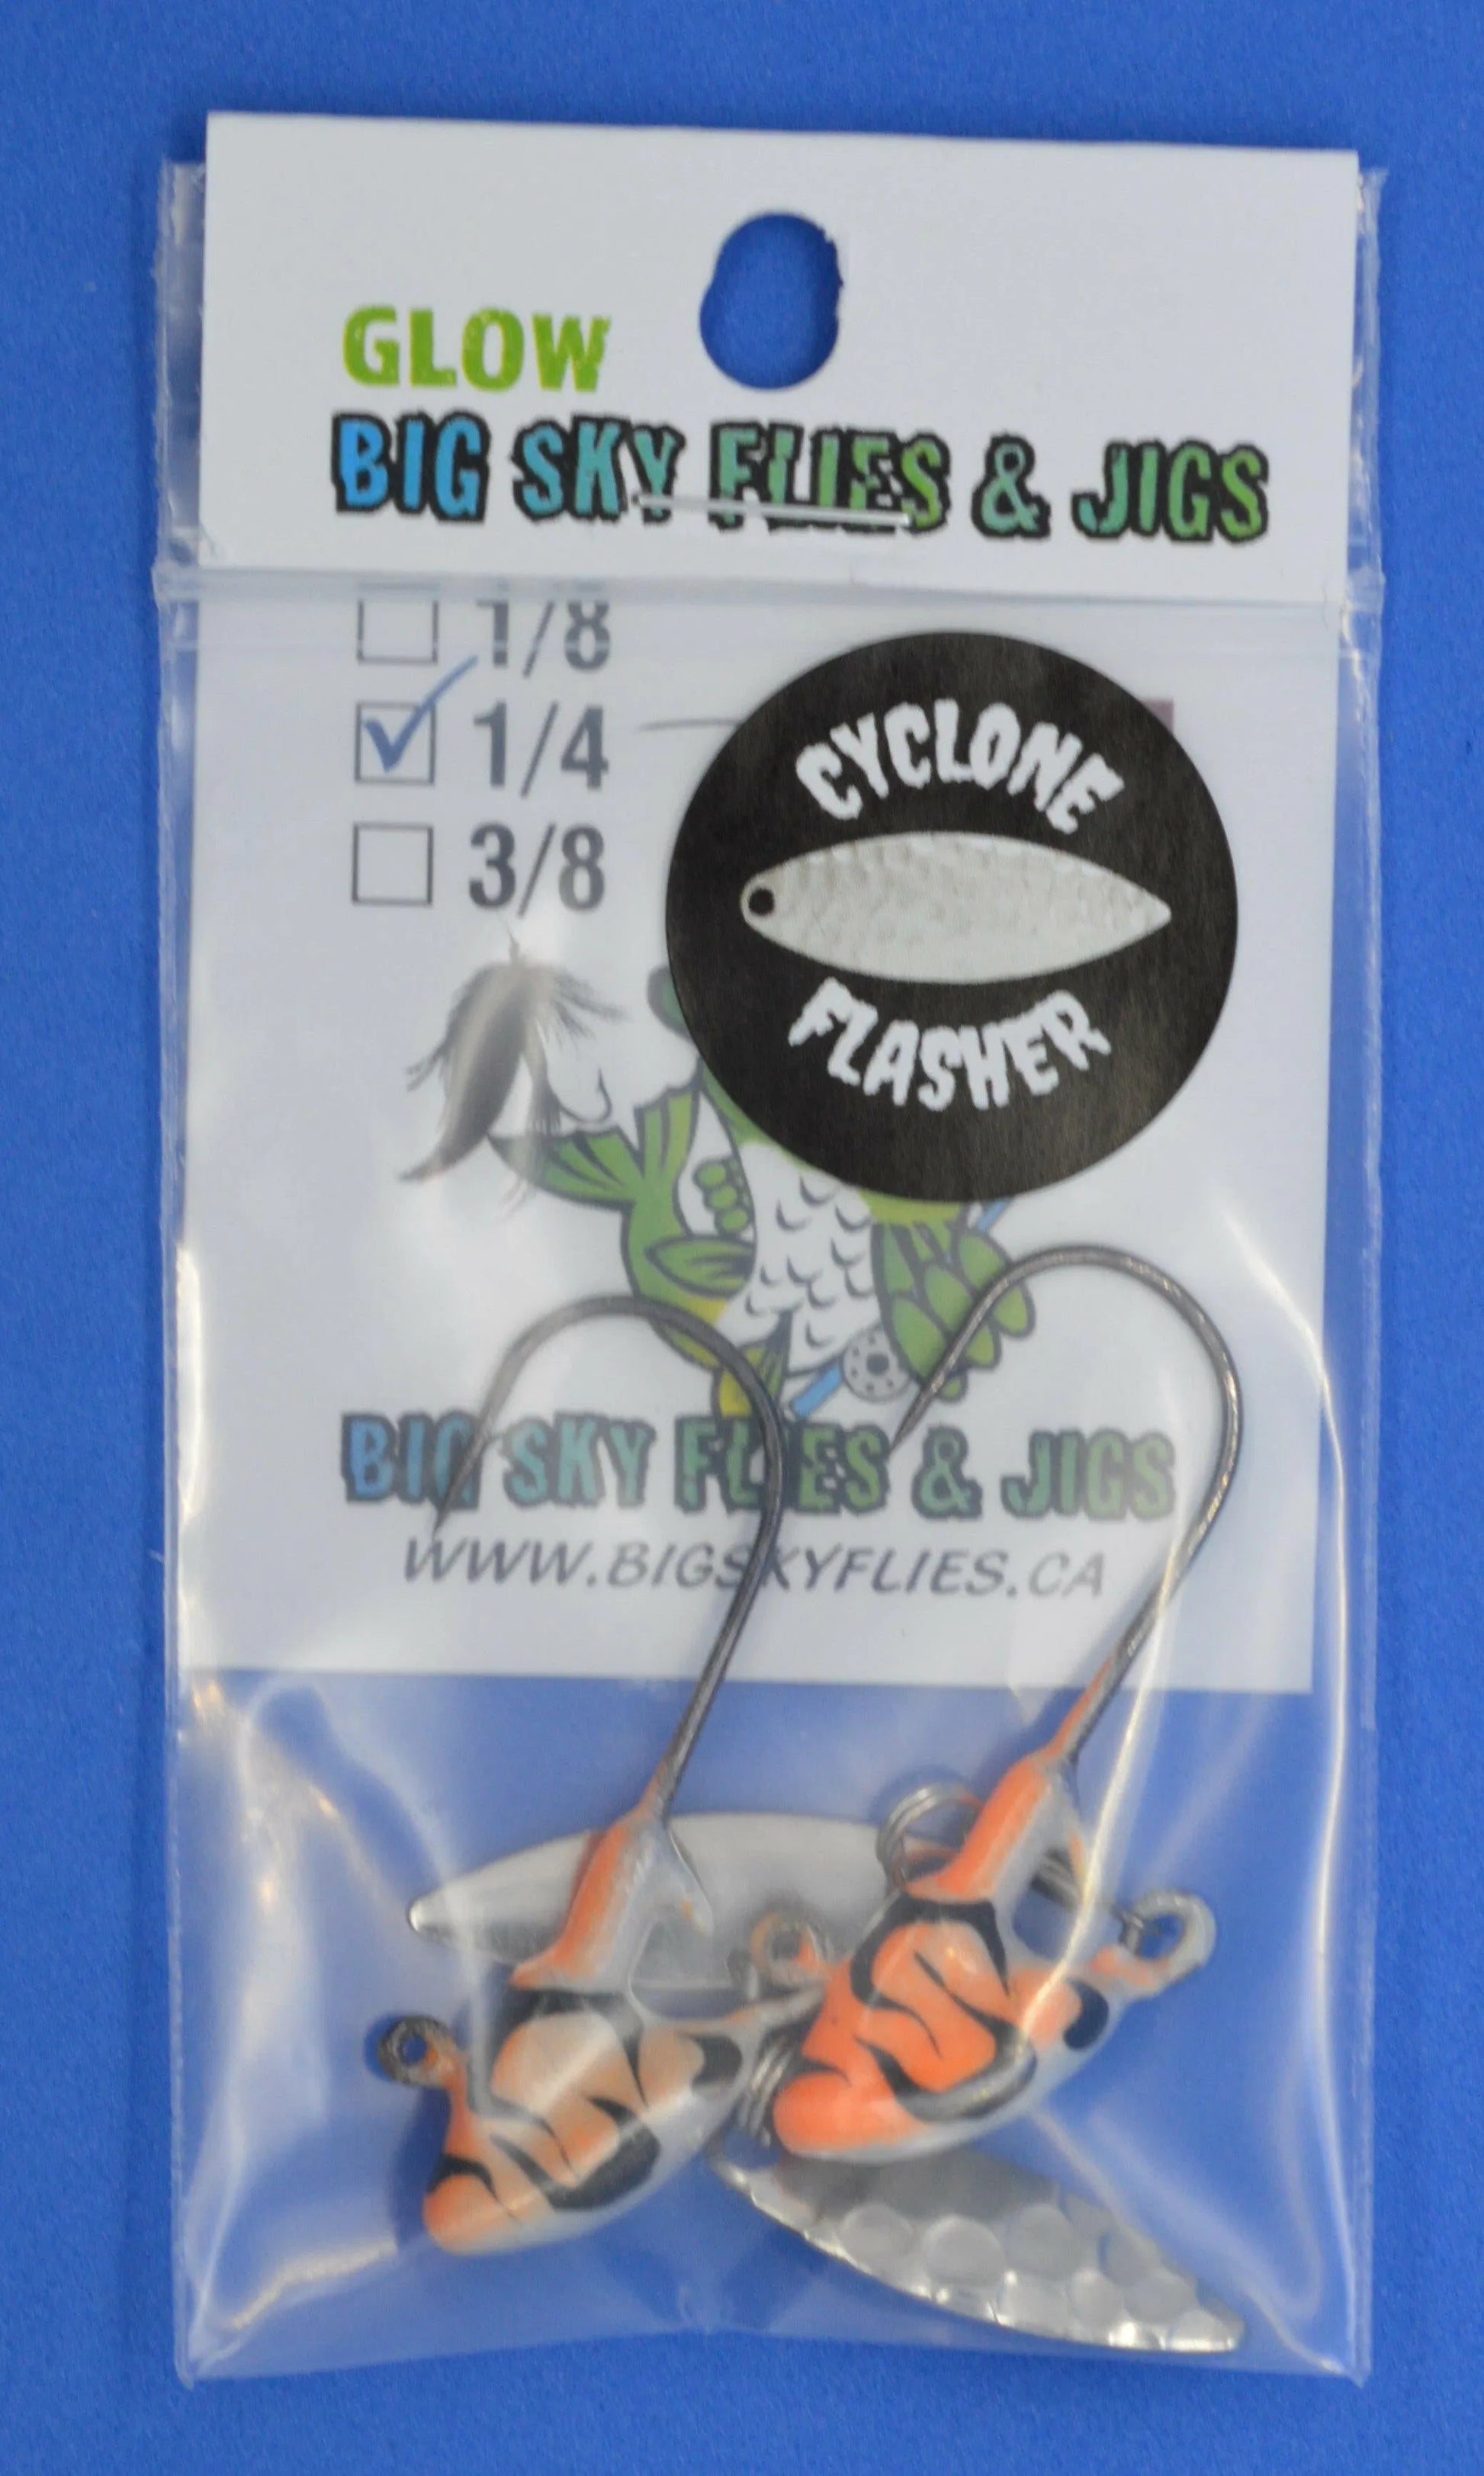 GLOW
BIG SKY FLIES & JIGS
1/8
1/4
3/8
CYCLONE
FLASHER
BIG SKY FLIES & JIGS
WWW.BIGSKYFLIES.CA